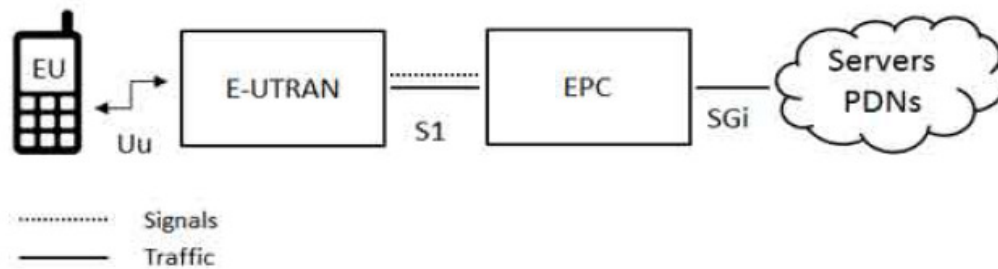 EU
Uu
E-UTRAN
S1
EPC
SGi
Servers
PDNs
Signals
Traffic